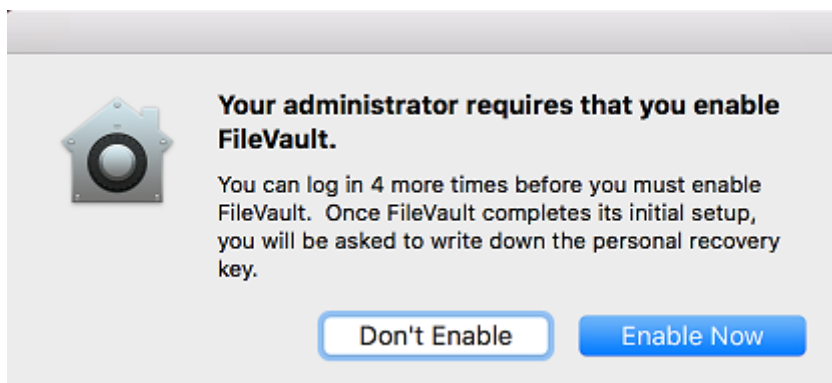 Your administrator requires that you enable
FileVault.
You can log in 4 more times before you must enable
FileVault.  Once FileVault completes its initial setup,
you will be asked to write down the personal recovery
key.
Don't Enable
Enable Now